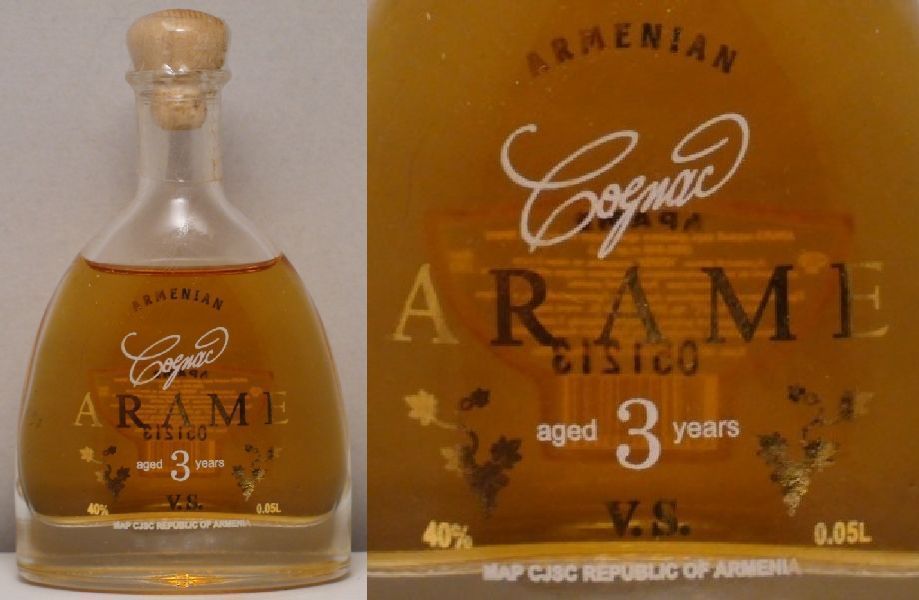 ARMENIAN
Cognac
ARAME
aged 3 years
V.S.
40% 0.05L
MAP CJSC REPUBLIC OF ARMENIA
ARMENIAN
Cognac
ARAME
031213
aged 3 years
V.S.
40% 0.05L
MAP CJSC REPUBLIC OF ARMENIA